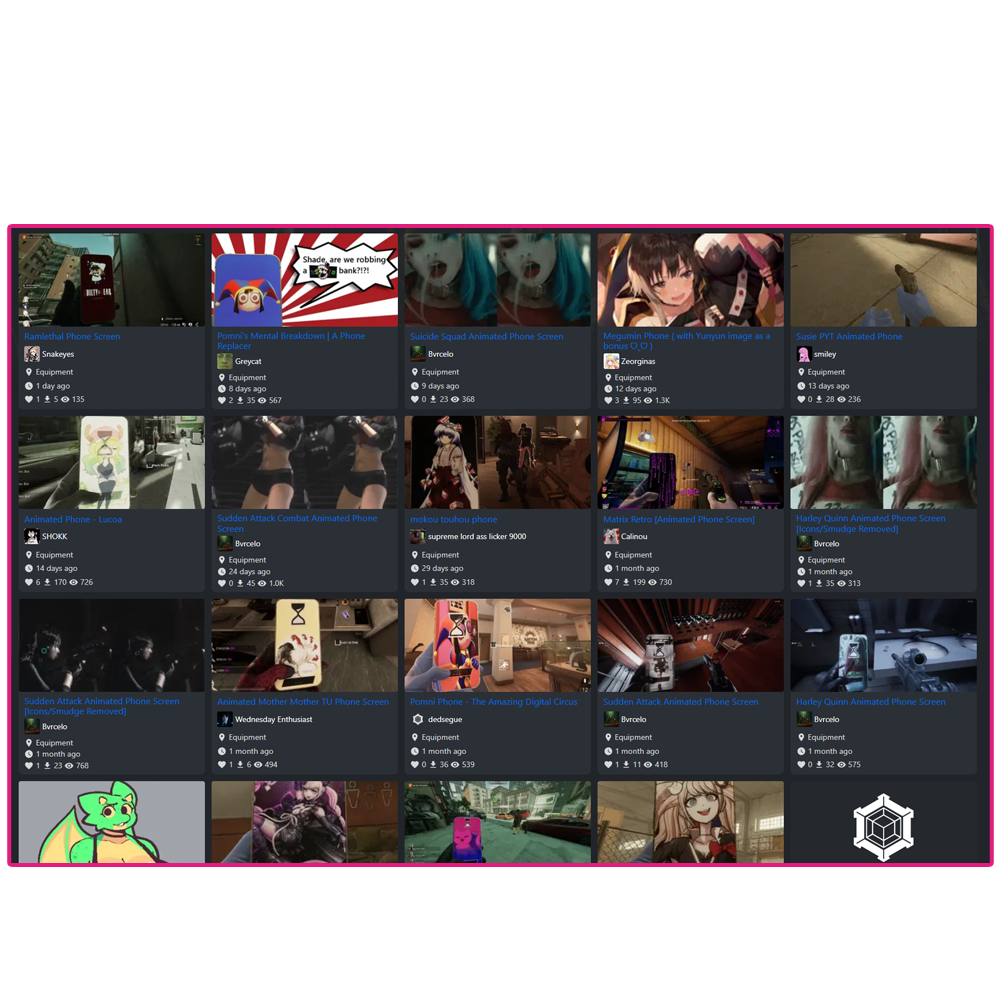 Shade, are we robbing
a bank?!?!
Ramlethal Phone Screen
Snakeyes
Equipment
1 day ago
1 5 135
Pomni's Mental Breakdown | A Phone
Replacer
Greycat
Equipment
8 days ago
2 35 567
Suicide Squad Animated Phone Screen
Bvrcelo
Equipment
9 days ago
0 23 368
Megumin Phone ( with Yunyun image as a
bonus
Zeorginas
Equipment
12 days ago
3 95 1.3K
Susie PYT Animated Phone
smiley
Equipment
13 days ago
0 28 236
Animated Phone - Lucoa
SHOKK
Equipment
14 days ago
6 170 726
Sudden Attack Combat Animated Phone
Screen
Bvrcelo
Equipment
24 days ago
0 45 1.0K
mokou touhou phone
supreme lord ass licker 9000
Equipment
29 days ago
1 35 318
Matrix Retro [Animated Phone Screen]
Calinou
Equipment
1 month ago
7 199 730
Harley Quinn Animated Phone Screen
[Icons/Smudge Removed]
Bvrcelo
Equipment
1 month ago
1 35 313
Sudden Attack Animated Phone Screen
[Icons/Smudge Removed]
Bvrcelo
Equipment
1 month ago
1 23 768
Animated Mother Mother TU Phone Screen
Wednesday Enthusiast
Equipment
1 month ago
1 6 494
Pomni Phone - The Amazing Digital Circus
dedsegue
Equipment
1 month ago
0 36 539
Sudden Attack Animated Phone Screen
Bvrcelo
Equipment
1 month ago
1 11 418
Harley Quinn Animated Phone Screen
Bvrcelo
Equipment
1 month ago
0 32 575